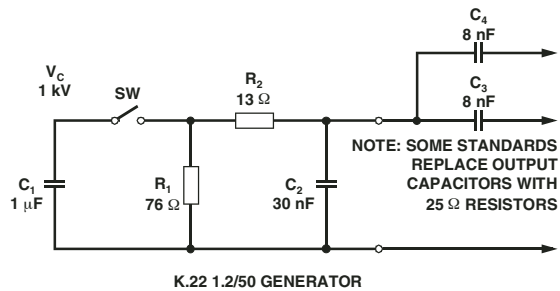 C4
8 nF
VC
1 kV
SW
R2
13 Ω
C3
8 nF
NOTE: SOME STANDARDS
REPLACE OUTPUT
CAPACITORS WITH
25 Ω RESISTORS
C1
1 μF
R1
76 Ω
C2
30 nF
K.22 1.2/50 GENERATOR